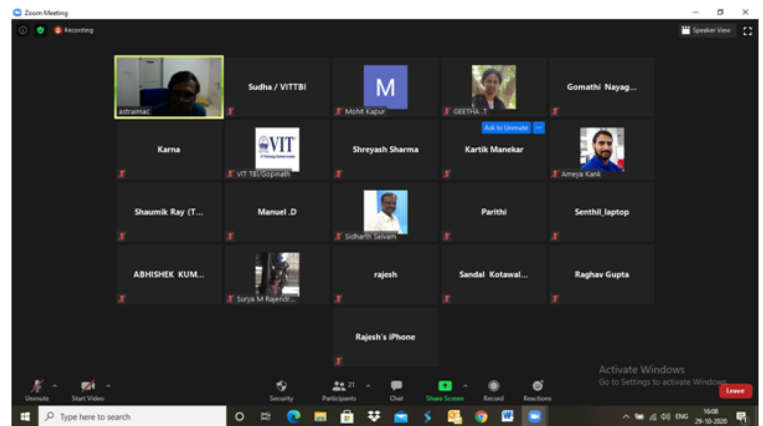 Zoom Meeting
Recording
Speaker View
astraimac
Sudha / VITTBI
M
Mohit Kapur
GEETHA .T
Gomathi Nayag...
Ask to Unmute ...
Karna
VIT
VIT TBI/Gopinath
Shreyash Sharma
Kartik Manekar
Ameya Kank
Shaumik Ray (T...
Manuel .D
Sidharth Selvam
Parithi
Senthil_laptop
ABHISHEK KUM...
Surya M Rajendr...
rajesh
Sandal Kotawal...
Raghav Gupta
Rajesh's iPhone
Activate Windows
Go to Settings to activate Windows.
Unmute
Start Video
Security
21
Participants
Chat
Share Screen
Record
Reactions
Leave
Type here to search
ENG
16:08
29-10-2020